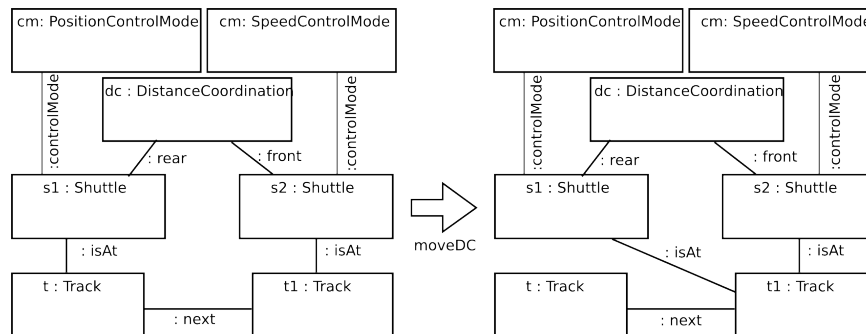 cm: PositionControlMode
cm: SpeedControlMode
:controlMode
dc : DistanceCoordination
:controlMode
: rear
: front
s1 : Shuttle
s2 : Shuttle
: isAt
: isAt
t : Track
t1 : Track
: next
moveDC
cm: PositionControlMode
cm: SpeedControlMode
:controlMode
dc : DistanceCoordination
:controlMode
: rear
: front
s1 : Shuttle
s2 : Shuttle
: isAt
: isAt
t : Track
t1 : Track
: next